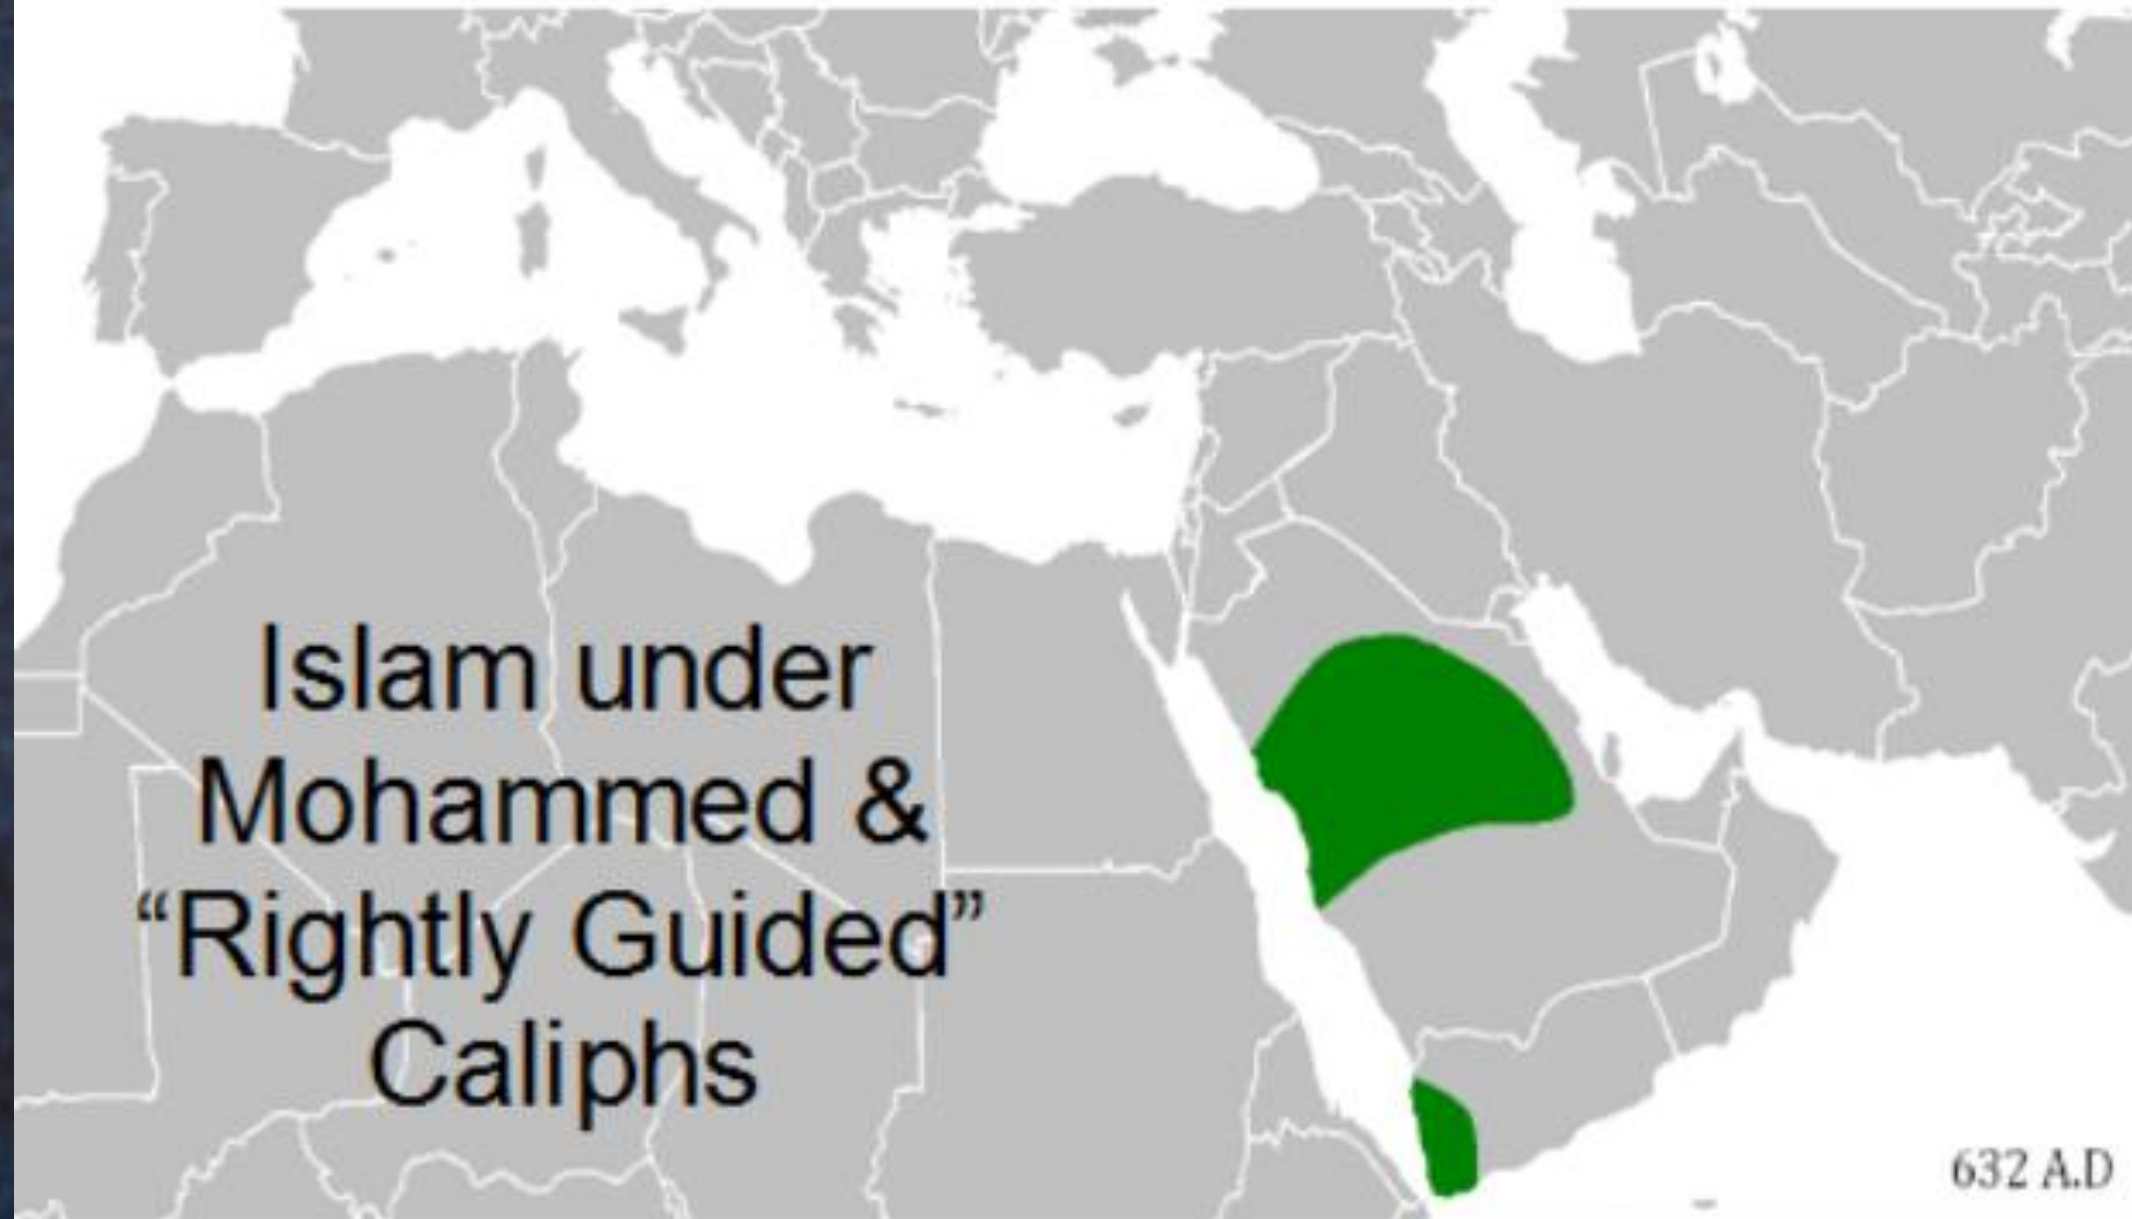 Islam under
Mohammed &
“Rightly Guided”
Caliphs
632 A.D